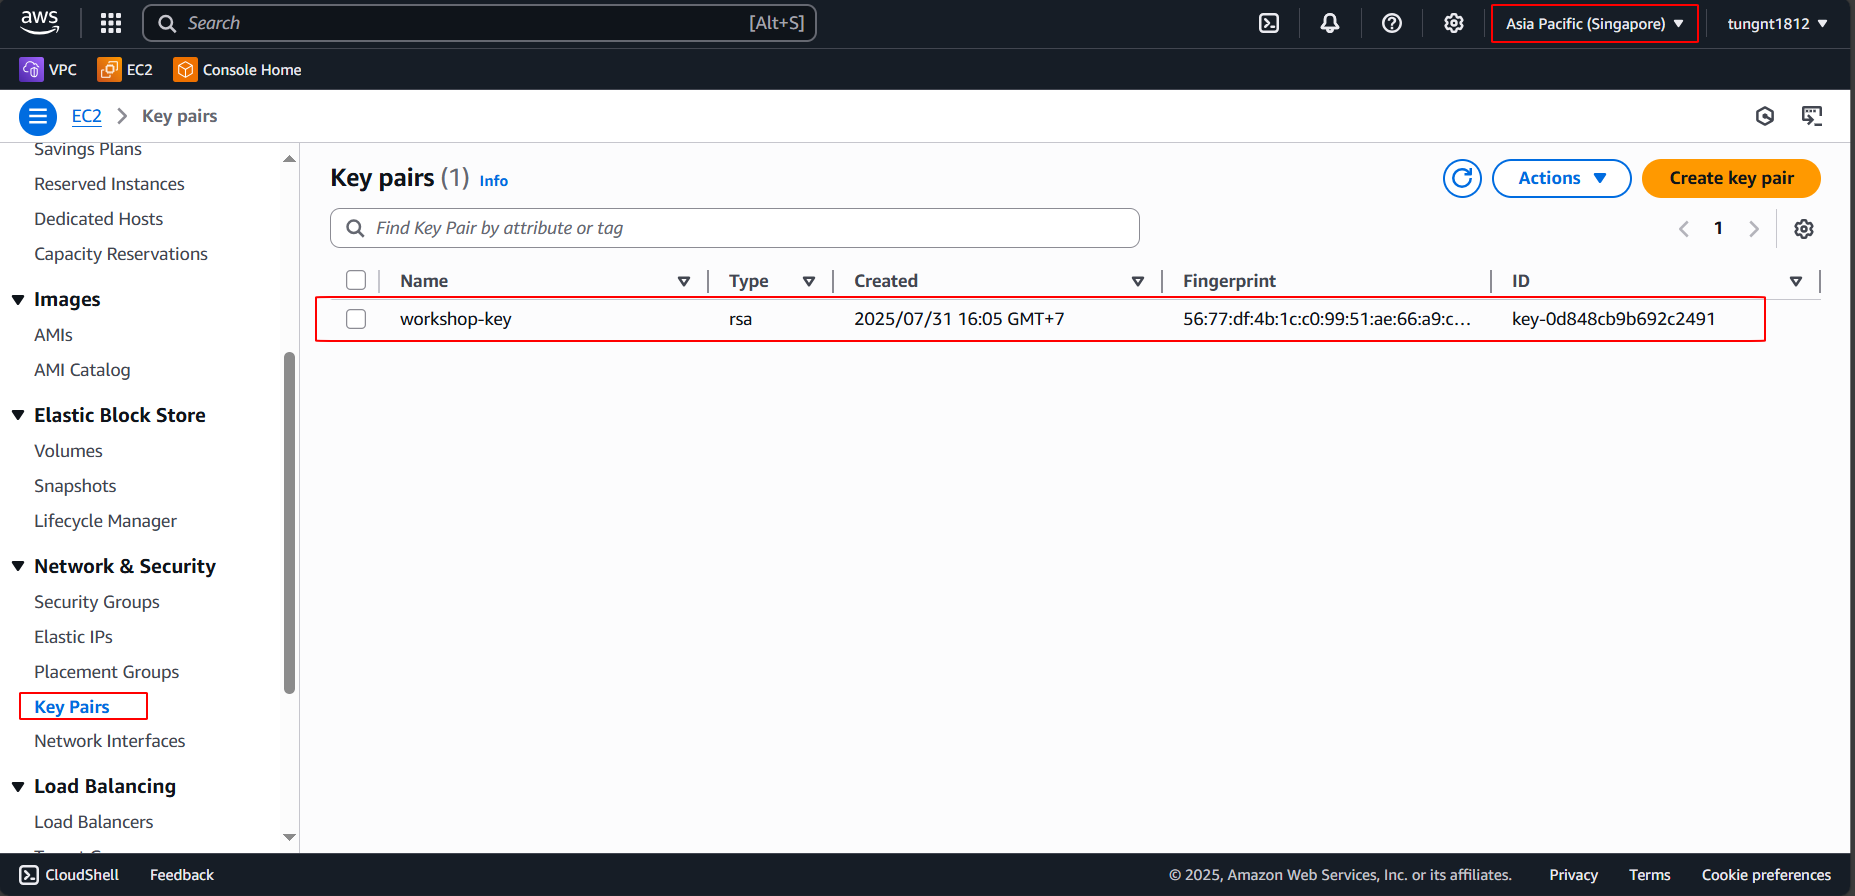 aws Search [Alt+S] Asia Pacific (Singapore) tungnt1812
VPC EC2 Console Home
EC2 Key pairs
Savings Plans
Reserved Instances
Dedicated Hosts
Capacity Reservations
Images
AMIs
AMI Catalog
Elastic Block Store
Volumes
Snapshots
Lifecycle Manager
Network & Security
Security Groups
Elastic IPs
Placement Groups
Key Pairs
Network Interfaces
Load Balancing
Load Balancers
Key pairs (1) Info Actions Create key pair
Find Key Pair by attribute or tag 1
Name Type Created Fingerprint ID
workshop-key rsa 2025/07/31 16:05 GMT+7 56:77:df:4b:1c:c0:99:51:ae:66:a9:c... key-0d848cb9b692c2491
CloudShell Feedback © 2025, Amazon Web Services, Inc. or its affiliates. Privacy Terms Cookie preferences